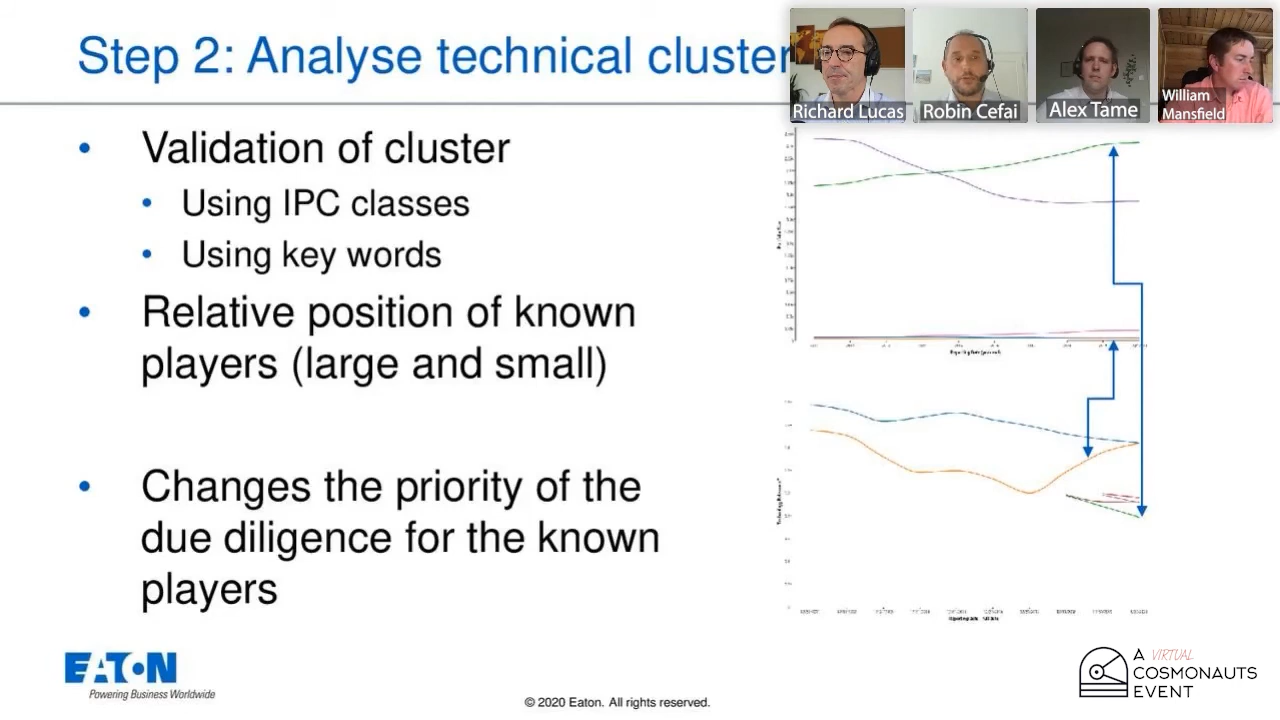 Step 2: Analyse technical cluster
Richard Lucas
Robin Cefai
Alex Tame
William
Mansfield
• Validation of cluster
• Using IPC classes
• Using key words
• Relative position of known
players (large and small)
• Changes the priority of the
due diligence for the known
players
EATON
Powering Business Worldwide
© 2020 Eaton. All rights reserved.
A VIRTUAL
COSMONAUTS
EVENT